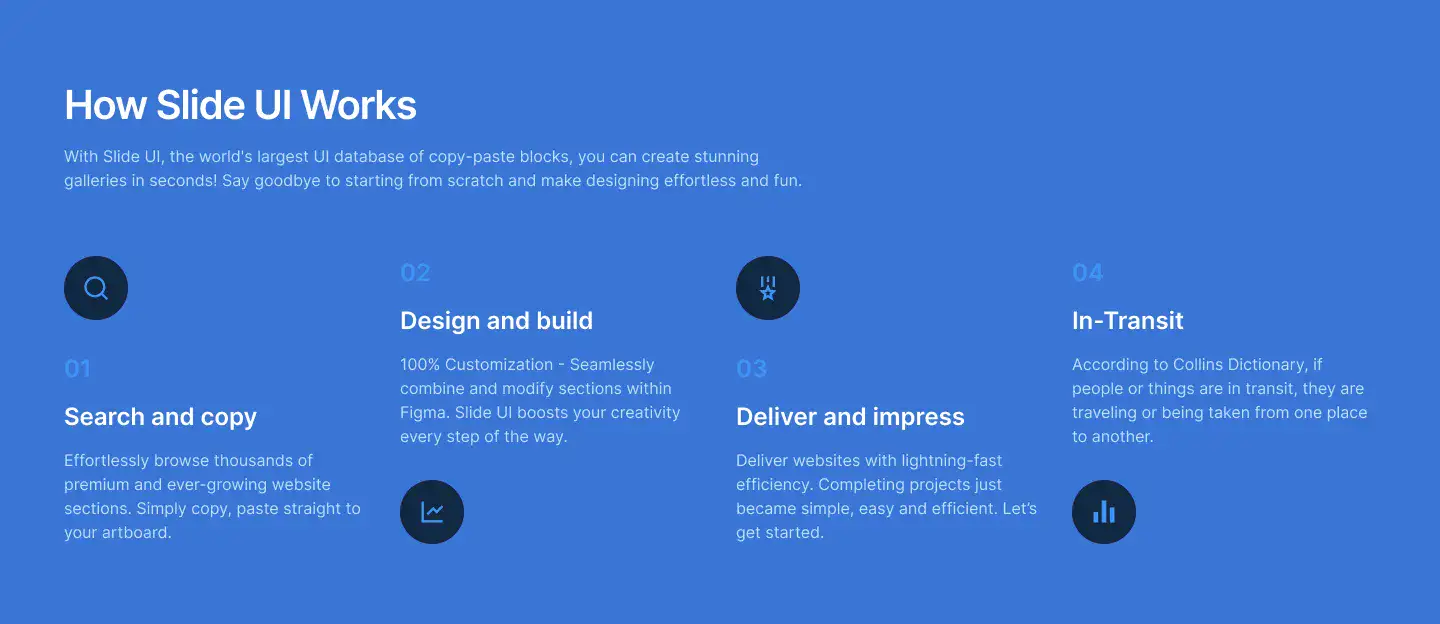 How Slide UI Works
With Slide UI, the world's largest UI database of copy-paste blocks, you can create stunning
galleries in seconds! Say goodbye to starting from scratch and make designing effortless and fun.
01
Search and copy
Effortlessly browse thousands of
premium and ever-growing website
sections. Simply copy, paste straight to
your artboard.
02
Design and build
100% Customization - Seamlessly
combine and modify sections within
Figma. Slide UI boosts your creativity
every step of the way.
03
Deliver and impress
Deliver websites with lightning-fast
efficiency. Completing projects just
became simple, easy and efficient. Let’s
get started.
04
In-Transit
According to Collins Dictionary, if
people or things are in transit, they are
traveling or being taken from one place
to another.